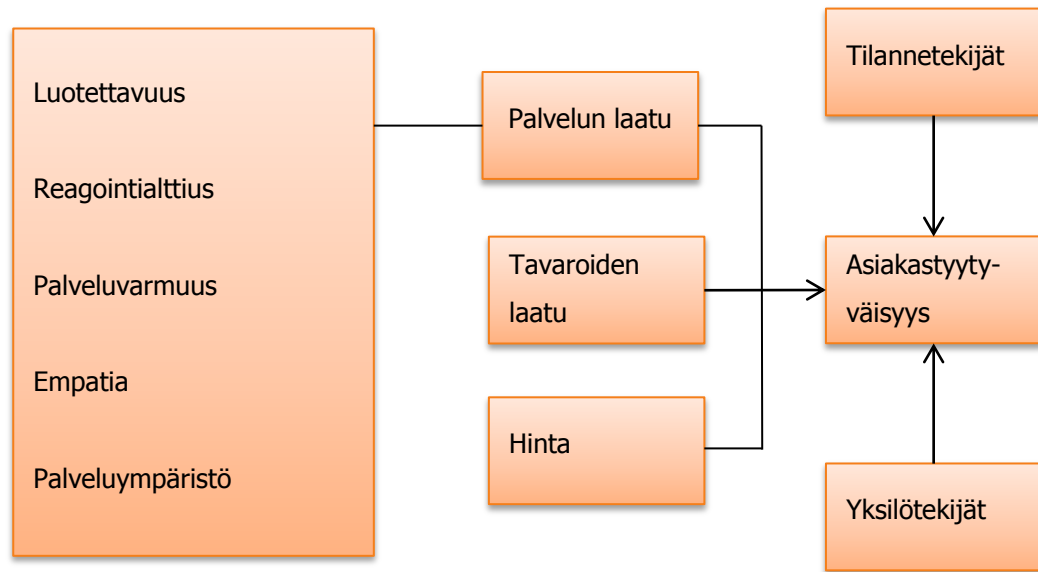 Luotettavuus
Reagointialttius
Palveluvarmuus
Empatia
Palveluympäristö
Palvelun laatu
Tavaroiden
laatu
Hinta
Tilannetekijät
Asiakastyyty-
väisyys
Yksilötekijät